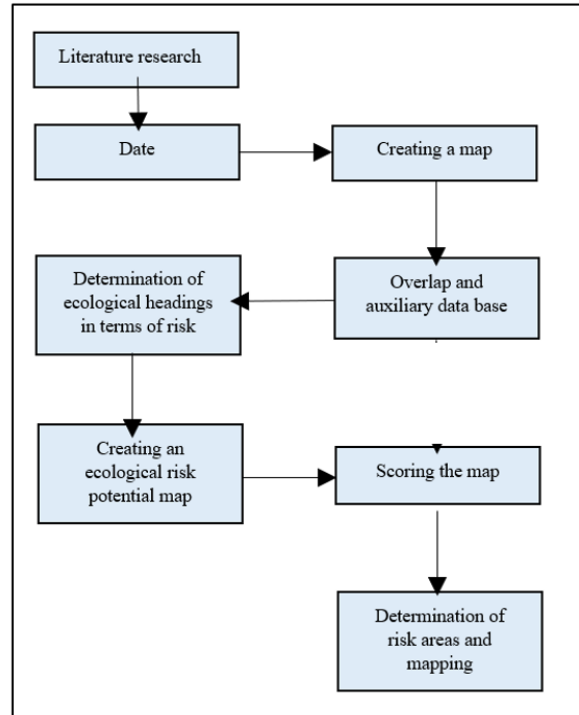 Literature research
Date
Creating a map
Determination of
ecological headings
in terms of risk
Overlap and
auxiliary data base
Creating an
ecological risk
potential map
Scoring the map
Determination of
risk areas and
mapping